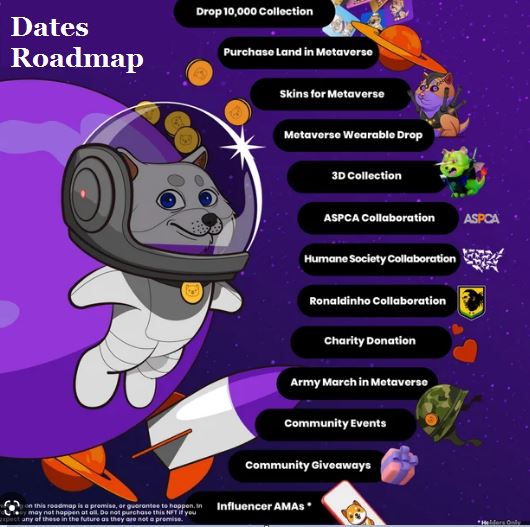 Drop 10,000 Collection
Dates
Roadmap
Purchase Land in Metaverse
Skins for Metaverse
Metaverse Wearable Drop
3D Collection
ASPCA Collaboration
ASPCA
Humane Society Collaboration
Ronaldinho Collaboration
Charity Donation
Army March in Metaverse
Community Events
Community Giveaways
Influencer AMAs *
on this roadmap is a promise, or guarantee to happen. In
may not happen at all. Do not purchase this NFT if you
expect any of these in the future as they are not a promise.
* Holders Only